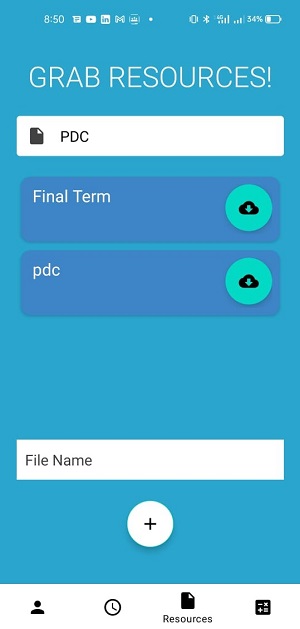 8:50
34%
GRAB RESOURCES!
PDC
Final Term
pdc
File Name
Resources